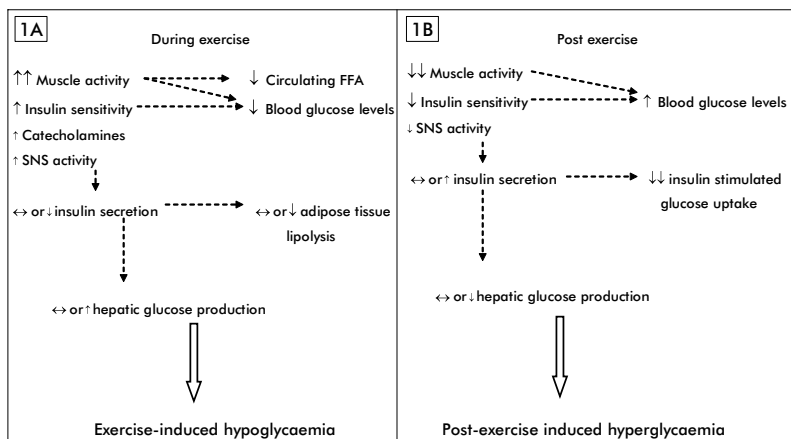 1A
During exercise
↑↑ Muscle activity
↓ Circulating FFA
↑ Insulin sensitivity
↓ Blood glucose levels
↑ Catecholamines
↑ SNS activity
↔ or ↓ insulin secretion
↔ or ↓ adipose tissue
lipolysis
↔ or ↑ hepatic glucose production
Exercise-induced hypoglycaemia
1B
Post exercise
↓↓ Muscle activity
↓ Insulin sensitivity
↑ Blood glucose levels
↓ SNS activity
↔ or ↑ insulin secretion
↓↓ insulin stimulated
glucose uptake
↔ or ↓ hepatic glucose production
Post-exercise induced hyperglycaemia